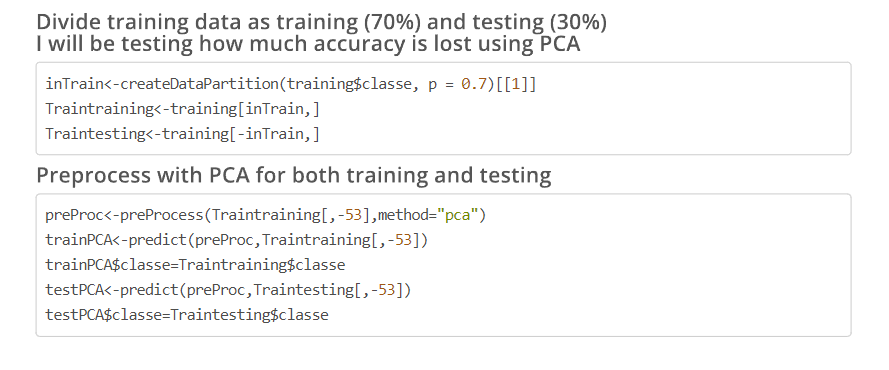 Divide training data as training (70%) and testing (30%)
I will be testing how much accuracy is lost using PCA
inTrain<-createDataPartition(training$classe, p = 0.7)[[1]]
Traintraining<-training[inTrain,]
Traintesting<-training[-inTrain,]
Preprocess with PCA for both training and testing
preProc<-preProcess(Traintraining[,-53],method="pca")
trainPCA<-predict(preProc,Traintraining[,-53])
trainPCA$classe=Traintraining$classe
testPCA<-predict(preProc,Traintesting[,-53])
testPCA$classe=Traintesting$classe